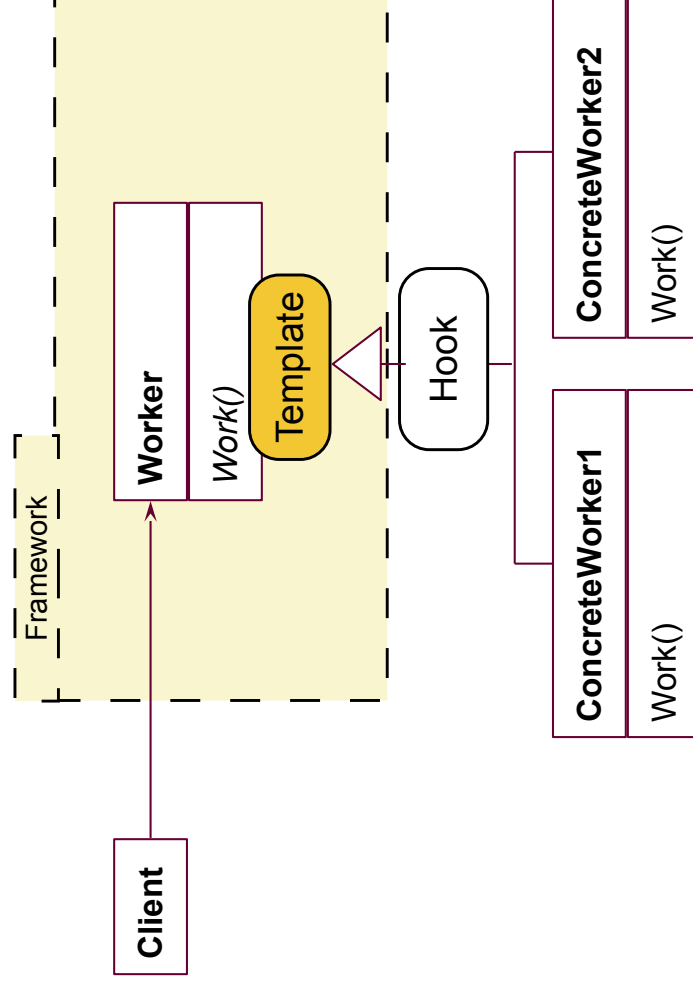 Framework
Client
Worker
Work()
Template
Hook
ConcreteWorker1
Work()
ConcreteWorker2
Work()